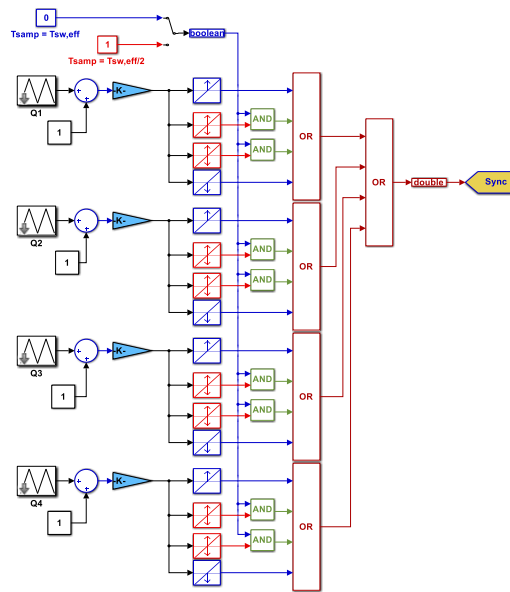 0
Tsamp = Tsw,eff
boolean
1
Tsamp = Tsw,eff/2
Q1
1
-K-
AND
AND
OR
OR
double
Sync
Q2
1
-K-
AND
AND
OR
Q3
1
-K-
AND
AND
OR
Q4
1
-K-
AND
AND
OR